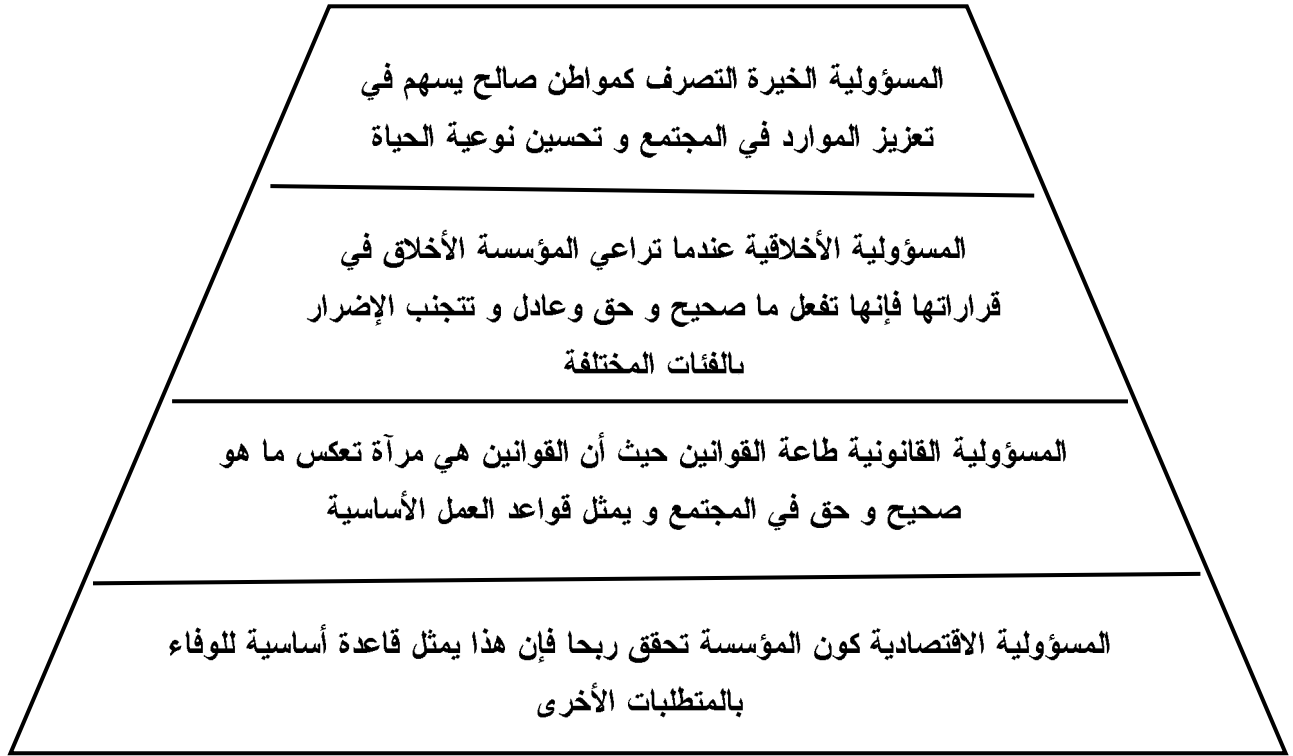 المسؤولية الخيرة التصرف كمواطن صالح يسهم في
تعزيز الموارد في المجتمع و تحسين نوعية الحياة
المسؤولية الأخلاقية عندما تراعي المؤسسة الأخلاق في
قراراتها فإنها تفعل ما صحيح و حق وعادل و تتجنب الإضرار
بالفئات المختلفة
المسؤولية القانونية طاعة القوانين حيث أن القوانين هي مرآة تعكس ما هو
صحيح و حق في المجتمع و يمثل قواعد العمل الأساسية
المسؤولية الاقتصادية كون المؤسسة تحقق ربحا فإن هذا يمثل قاعدة أساسية للوفاء
بالمتطلبات الأخرى